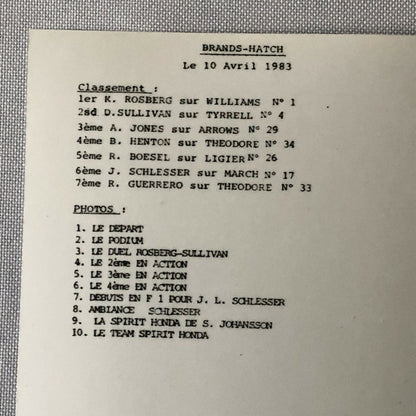 BRANDS-HATCH
Le 10 Avril 1983
Classement :
1er K. ROSBERG sur WILLIAMS N° 1
2sd D.SULLIVAN sur TYRRELL N° 4
3ème A. JONES sur ARROWS N° 29
4ème B. HENTON sur THEODORE N° 34
5ème R. BOESEL sur LIGIER N° 26
6ème J. SCHLESSER sur MARCH N° 17
7ème R. GUERRERO sur THEODORE N° 33
PHOTOS :
1. LE DEPART
2. LE PODIUM
3. LE DUEL ROSBERG-SULLIVAN
4. LE 2ème EN ACTION
5. LE 3ème EN ACTION
6. LE 4ème EN ACTION
7. DEBUTS EN F 1 POUR J. L. SCHLESSER
8. AMBIANCE SCHLESSER
9. LA SPIRIT HONDA DE S. JOHANSSON
10. LE TEAM SPIRIT HONDA